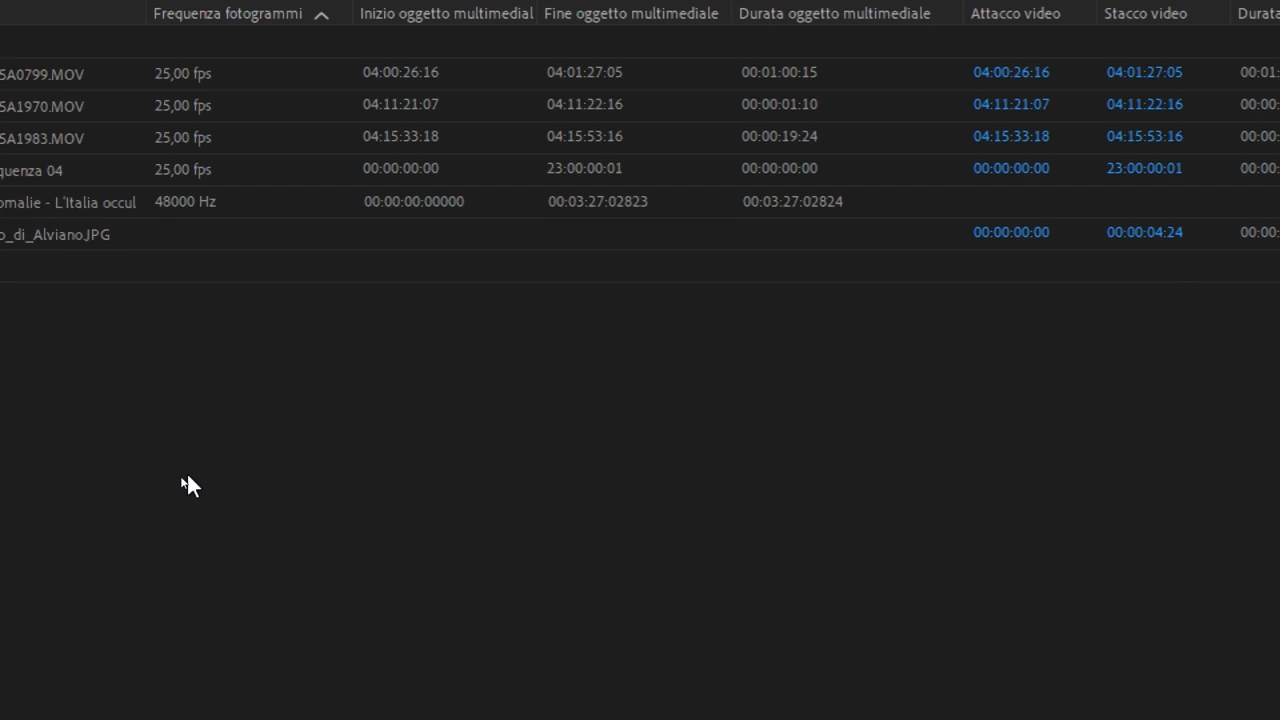 Frequenza fotogrammi Inizio oggetto multimedial Fine oggetto multimediale Durata oggetto multimediale Attacco video Stacco video Durata
SA0799.MOV 25,00 fps 04:00:26:16 04:01:27:05 00:01:00:15 04:00:26:16 04:01:27:05 00:01:
SA1970.MOV 25,00 fps 04:11:21:07 04:11:22:16 00:00:01:10 04:11:21:07 04:11:22:16 00:00:
SA1983.MOV 25,00 fps 04:15:33:18 04:15:53:16 00:00:19:24 04:15:33:18 04:15:53:16 00:00:
quenza 04 25,00 fps 00:00:00:00 23:00:00:01 00:00:00:00 00:00:00:00 23:00:00:01 00:00:
omalie - L'Italia occul 48000 Hz 00:00:00:00000 00:03:27:02823 00:03:27:02824
o_di_Alviano.JPG 00:00:00:00 00:00:04:24 00:00: